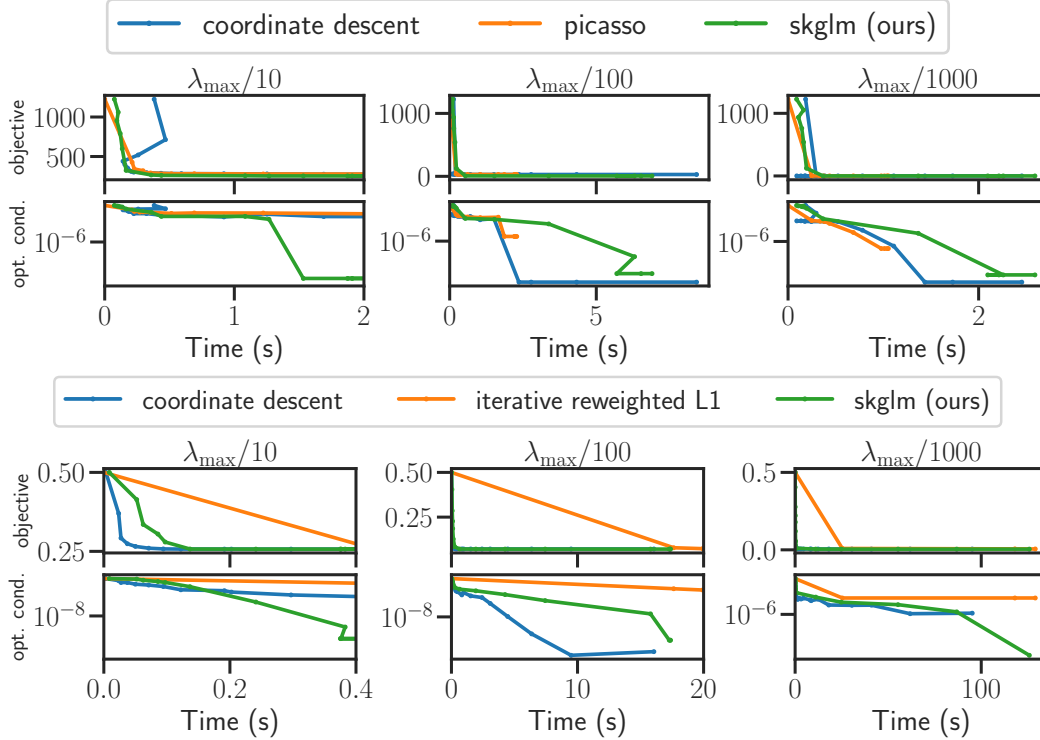 coordinate descent picasso skglm (ours)
λmax/10 λmax/100 λmax/1000
objective 1000 500 1000 0 1000 0
opt. cond. 10⁻⁶ 10⁻⁶ 10⁻⁶
0 1 2 0 5 0 2
Time (s) Time (s) Time (s)
coordinate descent iterative reweighted L1 skglm (ours)
λmax/10 λmax/100 λmax/1000
objective 0.50 0.25 0.50 0.25 0.5 0.0
opt. cond. 10⁻⁸ 10⁻⁸ 10⁻⁶
0.0 0.2 0.4 0 10 20 0 100
Time (s) Time (s) Time (s)